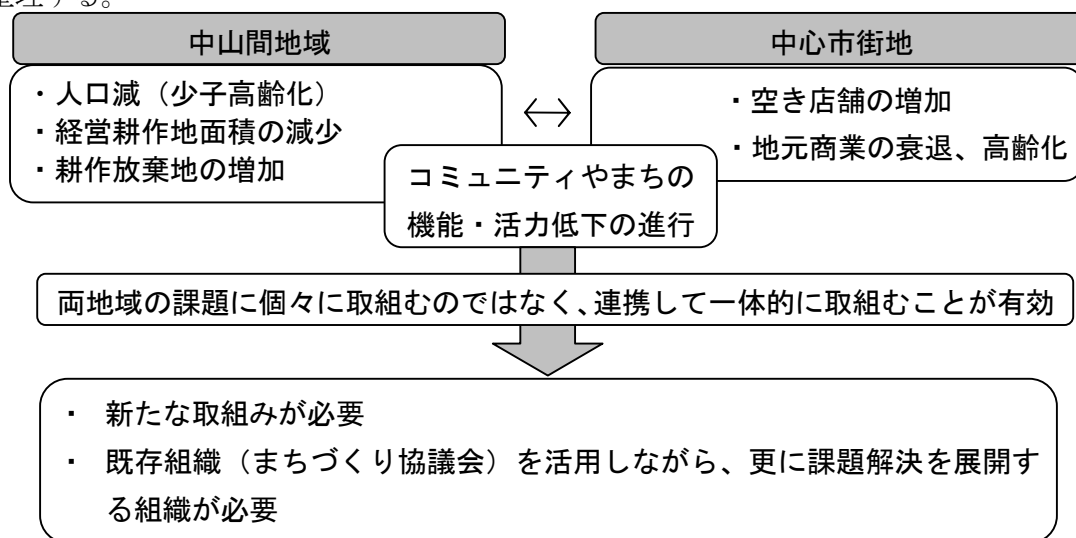 整理する。
中山間地域
・人口減（少子高齢化）
・経営耕作地面積の減少
・耕作放棄地の増加
↔
中心市街地
・空き店舗の増加
・地元商業の衰退、高齢化
コミュニティやまちの
機能・活力低下の進行
両地域の課題に個々に取組むのではなく、連携して一体的に取組むことが有効
・ 新たな取組みが必要
・ 既存組織（まちづくり協議会）を活用しながら、更に課題解決を展開す
る組織が必要